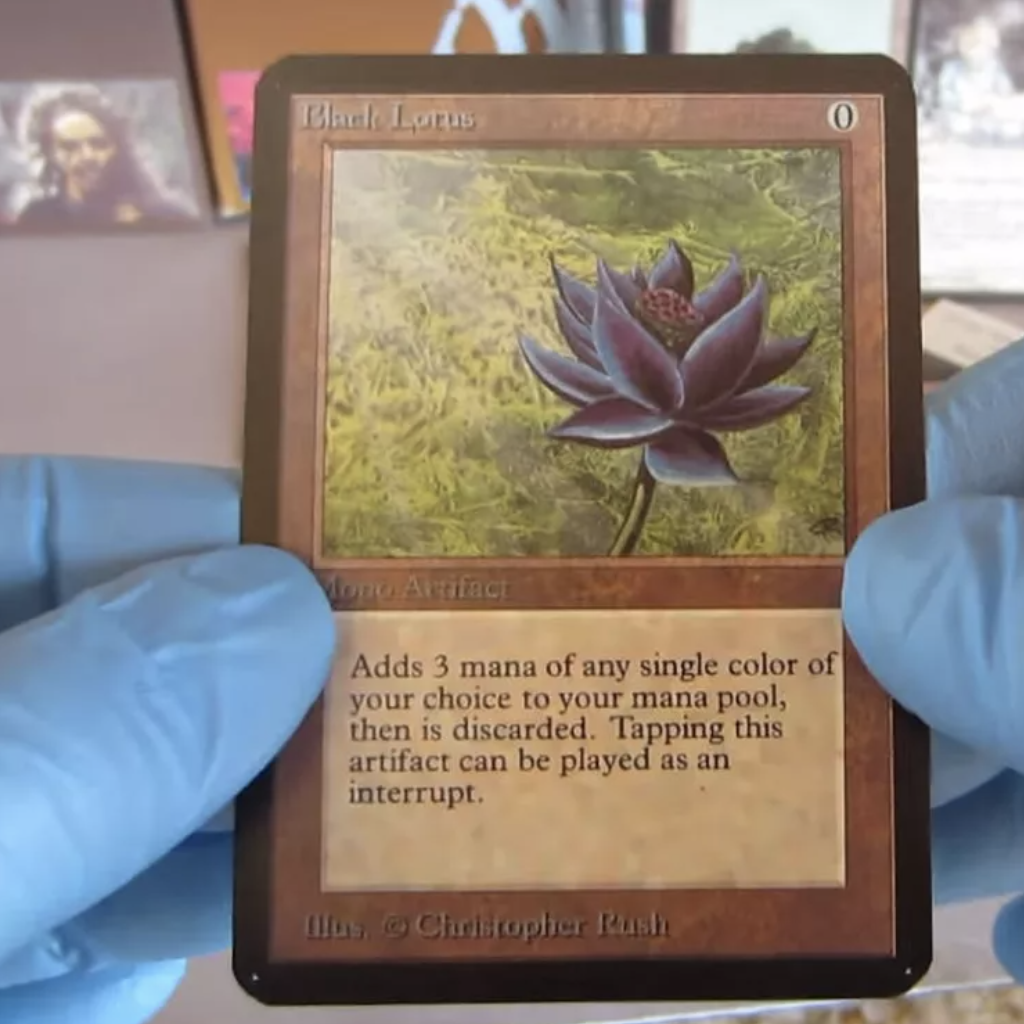 Black Lotus 0
Mono Artifact
Adds 3 mana of any single color of
your choice to your mana pool,
then is discarded. Tapping this
artifact can be played as an
interrupt.
Illus. © Christopher Rush